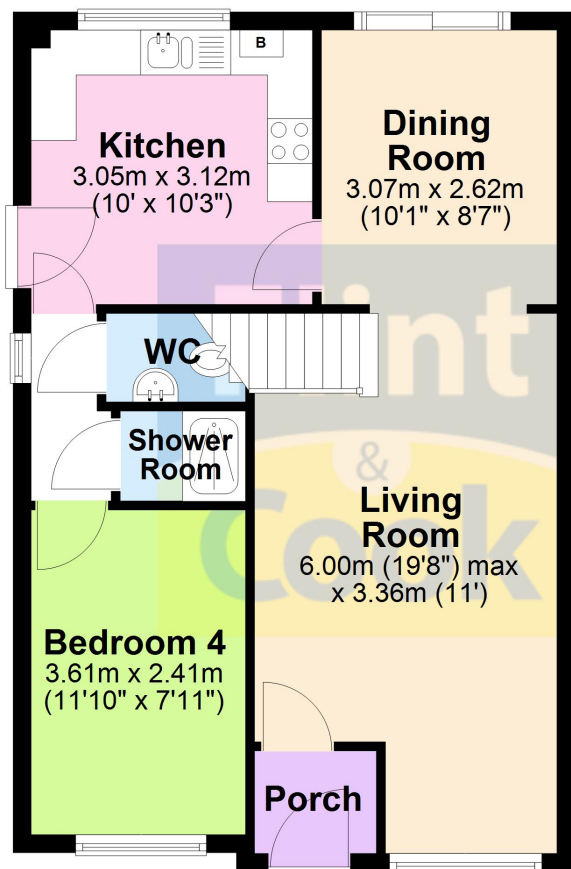 B
Kitchen
3.05m x 3.12m
(10' x 10'3")
Dining
Room
3.07m x 2.62m
(10'1" x 8'7")
Flint
&
Cook
WC
Shower
Room
Living
Room
6.00m (19'8") max
x 3.36m (11')
Bedroom 4
3.61m x 2.41m
(11'10" x 7'11")
Porch